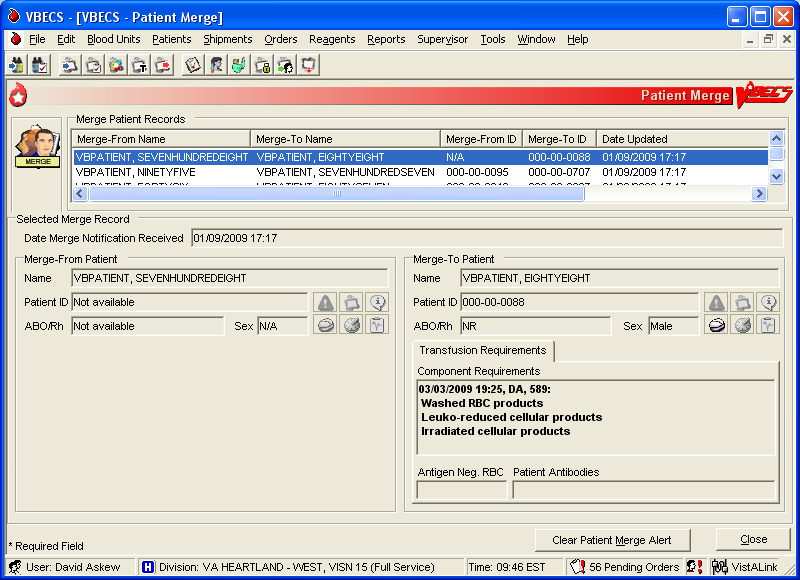 VBECS - [VBECS - Patient Merge]
File Edit Blood Units Patients Shipments Orders Reagents Reports Supervisor Tools Window Help
Patient Merge VBECS
MERGE
Merge Patient Records
Merge-From Name Merge-To Name Merge-From ID Merge-To ID Date Updated
VBPATIENT, SEVENHUNDREDEIGHT VBPATIENT, EIGHTYEIGHT N/A 000-00-0088 01/09/2009 17:17
VBPATIENT, NINETYFIVE VBPATIENT, SEVENHUNDREDSEVEN 000-00-0095 000-00-0707 01/09/2009 17:17
Selected Merge Record
Date Merge Notification Received 01/09/2009 17:17
Merge-From Patient
Name VBPATIENT, SEVENHUNDREDEIGHT
Patient ID Not available
ABO/Rh Not available Sex N/A
Merge-To Patient
Name VBPATIENT, EIGHTYEIGHT
Patient ID 000-00-0088
ABO/Rh NR Sex Male
Transfusion Requirements
Component Requirements
03/03/2009 19:25, DA, 589:
Washed RBC products
Leuko-reduced cellular products
Irradiated cellular products
Antigen Neg. RBC Patient Antibodies
* Required Field
Clear Patient Merge Alert Close
User: David Askew H Division: VA HEARTLAND - WEST, VISN 15 (Full Service) Time: 09:46 EST 56 Pending Orders VistALink